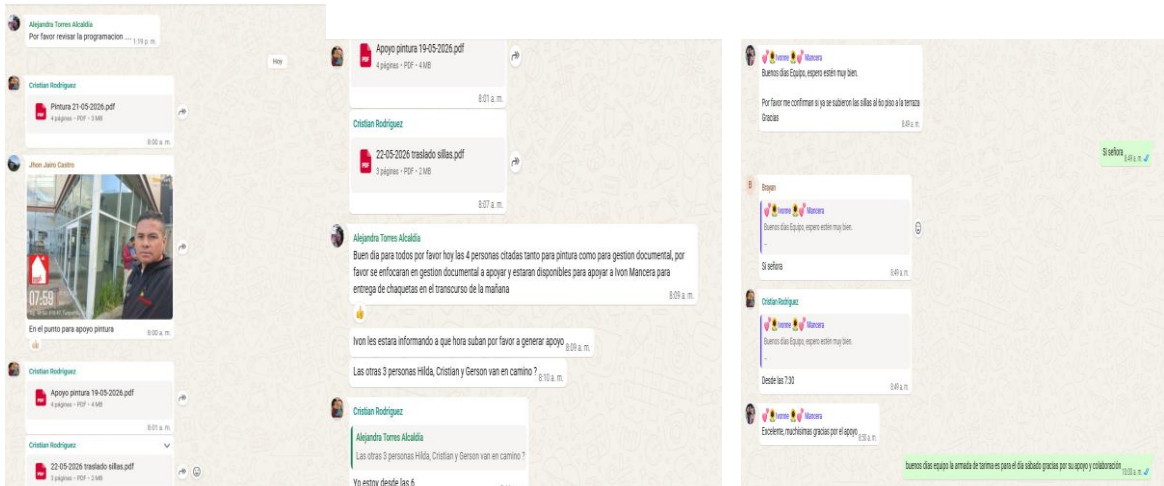 Alejandra Torres Alcaldía
Por favor revisar la programacion ....
1:19 p. m.
Hoy
Cristian Rodriguez
Pintura 21-05-2026.pdf
4 páginas • PDF • 3 MB
8:00 a. m.
Jhon Jairo Castro
07:59
En el punto para apoyo pintura
8:00 a. m.
Cristian Rodriguez
Apoyo pintura 19-05-2026.pdf
4 páginas • PDF • 4 MB
8:01 a. m.
Cristian Rodriguez
22-05-2026 traslado sillas.pdf
3 páginas • PDF • 2 MB
Apoyo pintura 19-05-2026.pdf
4 páginas • PDF • 4 MB
8:01 a. m.
Cristian Rodríguez
22-05-2026 traslado sillas.pdf
3 páginas • PDF • 2 MB
8:07 a. m.
Alejandra Torres Alcaldía
Buen dia para todos por favor hoy las 4 personas citadas tanto para pintura como para gestion documental, por
favor se enfocaran en gestion documental a apoyar y estaran disponibles para apoyar a Ivon Mancera para
entrega de chaquetas en el transcurso de la mañana
8:09 a. m.
Ivon les estara informando a que hora suban por favor a generar apoyo
8:09 a. m.
Las otras 3 personas Hilda, Cristian y Gerson van en camino ?
8:10 a. m.
Cristian Rodríguez
Alejandra Torres Alcaldía
Las otras 3 personas Hilda, Cristian y Gerson van en camino ?
Yo estoy desde las 6
Ivonne Mancera
Buenos días Equipo, espero estén muy bien.
Por favor me confirman si ya se subieron las sillas al 6o piso a la terraza
Gracias
8:49 a. m.
Si señora
8:49 a. m.
B
Brayan
Ivonne Mancera
Buenos días Equipo, espero estén muy bien.
...
Si señora
8:49 a. m.
Cristian Rodríguez
Ivonne Mancera
Buenos días Equipo, espero estén muy bien.
...
Desde las 7:30
8:49 a. m.
Ivonne Mancera
Excelente, muchísimas gracias por el apoyo
8:50 a. m.
buenos días equipo la armada de tarima es para el día sábado gracias por su apoyo y colaboración
10:00 a. m.